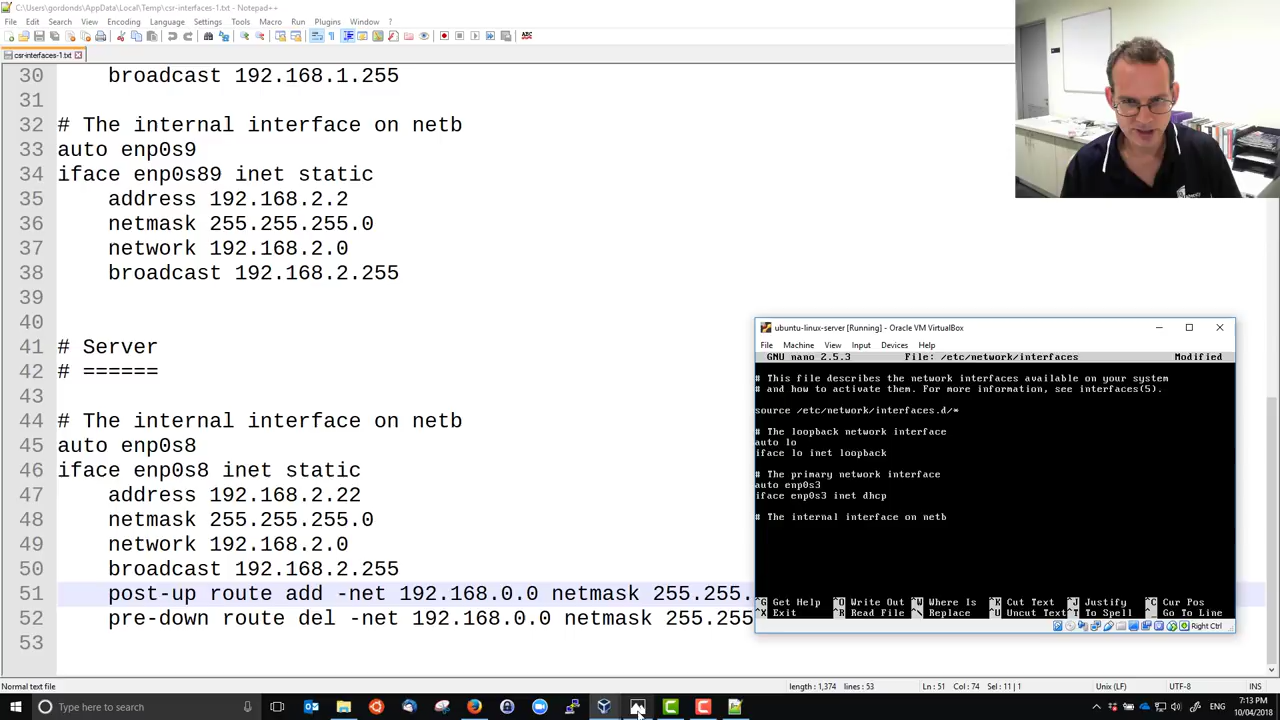 C:\Users\gordonds\AppData\Local\Temp\csr-interfaces-1.txt - Notepad++
File Edit Search View Encoding Language Settings Tools Macro Run Plugins Window ?
csr-interfaces-1.txt
30 broadcast 192.168.1.255
31
32 # The internal interface on netb
33 auto enp0s9
34 iface enp0s89 inet static
35 address 192.168.2.2
36 netmask 255.255.255.0
37 network 192.168.2.0
38 broadcast 192.168.2.255
39
40
41 # Server
42 # ======
43
44 # The internal interface on netb
45 auto enp0s8
46 iface enp0s8 inet static
47 address 192.168.2.22
48 netmask 255.255.255.0
49 network 192.168.2.0
50 broadcast 192.168.2.255
51 post-up route add -net 192.168.0.0 netmask 255.255.
52 pre-down route del -net 192.168.0.0 netmask 255.255
53
ubuntu-linux-server [Running] - Oracle VM VirtualBox
File Machine View Input Devices Help
GNU nano 2.5.3 File: /etc/network/interfaces Modified
# This file describes the network interfaces available on your system
# and how to activate them. For more information, see interfaces(5).
source /etc/network/interfaces.d/*
# The loopback network interface
auto lo
iface lo inet loopback
# The primary network interface
auto enp0s3
iface enp0s3 inet dhcp
# The internal interface on netb
^G Get Help ^O Write Out ^W Where Is ^K Cut Text ^J Justify ^C Cur Pos
^X Exit ^R Read File ^\ Replace ^U Uncut Text ^T To Spell ^_ Go To Line
Right Ctrl
Normal text file length : 1,374 lines : 53 Ln : 51 Col : 74 Sel : 11 | 1 Unix (LF) UTF-8 INS
Type here to search
7:13 PM
10/04/2018